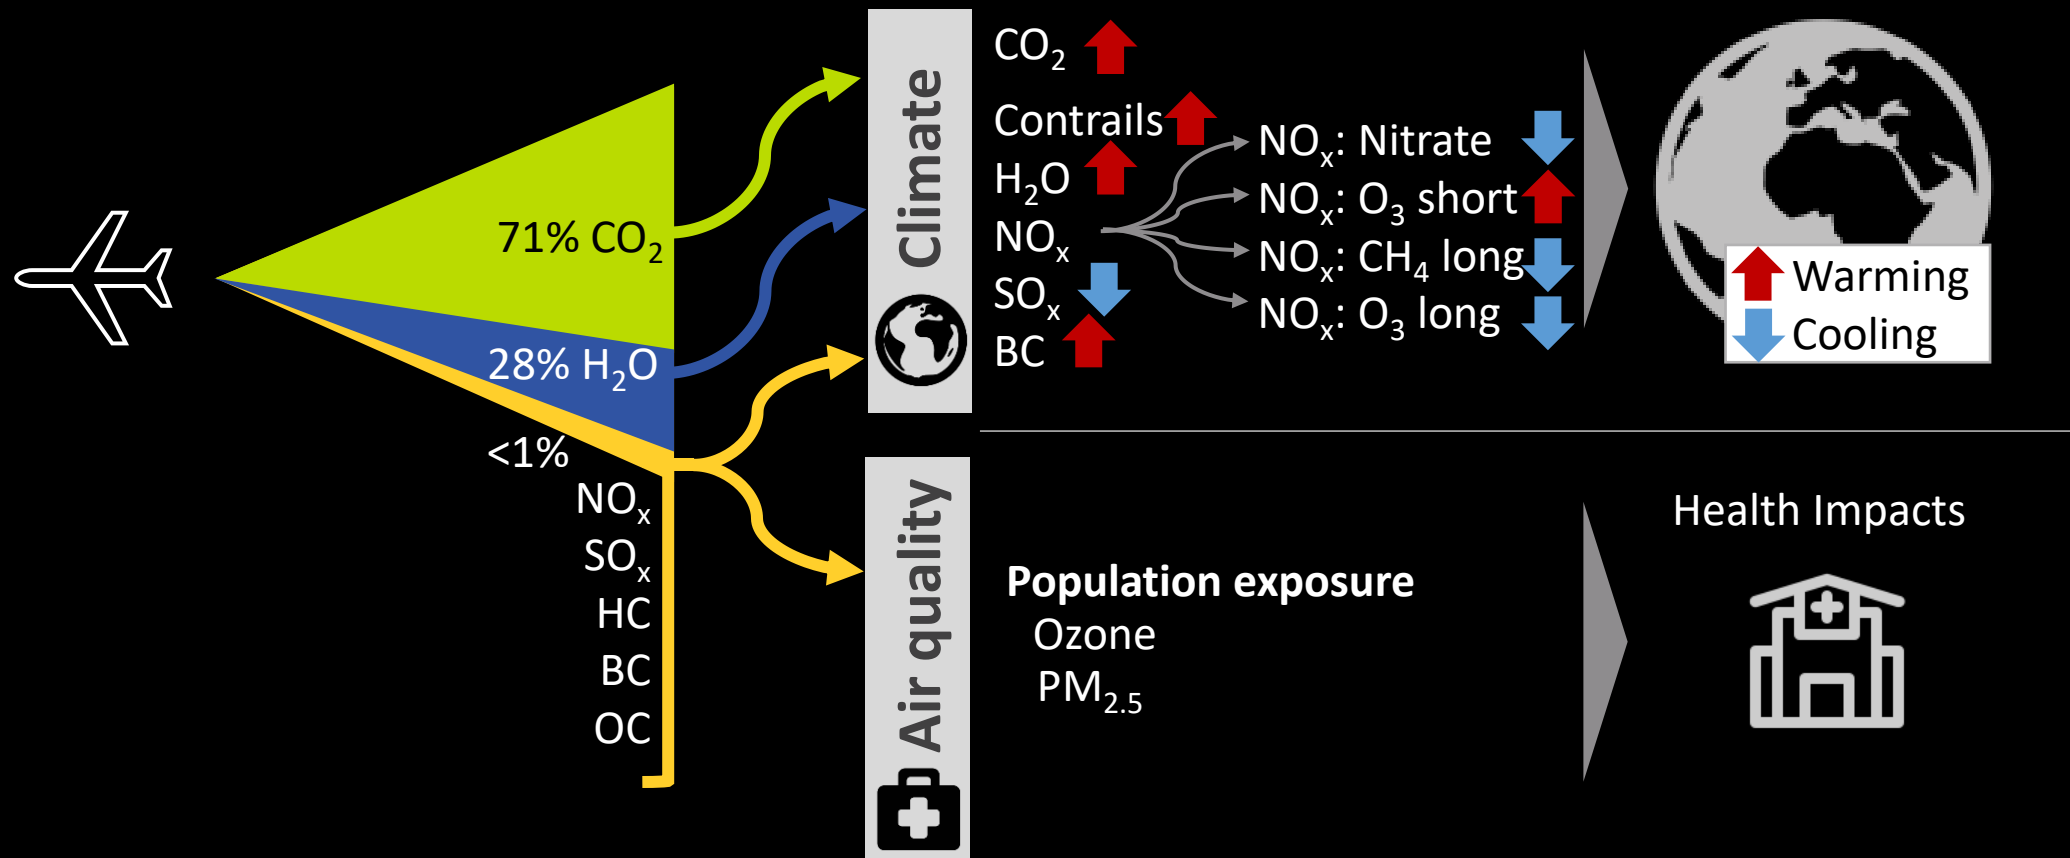 71% CO₂
28% H₂O
<1%
NOₓ
SOₓ
HC
BC
OC
Climate
Air quality
CO₂
Contrails
H₂O
NOₓ
SOₓ
BC
NOₓ: Nitrate
NOₓ: O₃ short
NOₓ: CH₄ long
NOₓ: O₃ long
Warming
Cooling
Population exposure
Ozone
PM₂.₅
Health Impacts